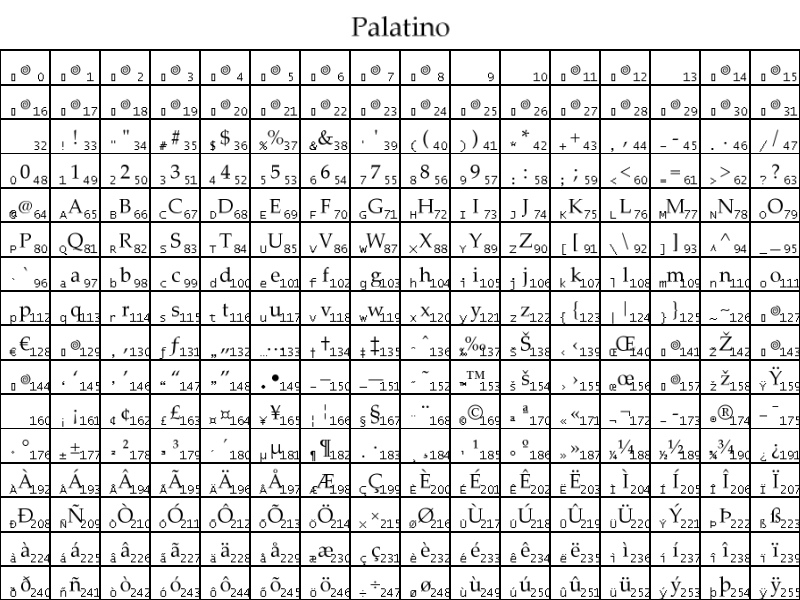 Palatino
0 1 2 3 4 5 6 7 8 9 10 11 12 13 14 15
16 17 18 19 20 21 22 23 24 25 26 27 28 29 30 31
32 ! ! 33 " " 34 # # 35 $ $ 36 % % 37 & & 38 ' ' 39 ( ( 40 ) ) 41 * * 42 + + 43 , , 44 - - 45 . . 46 / / 47
0 0 48 1 1 49 2 2 50 3 3 51 4 4 52 5 5 53 6 6 54 7 7 55 8 8 56 9 9 57 : : 58 ; ; 59 < < 60 = = 61 > > 62 ? ? 63
@ @ 64 A A 65 B B 66 C C 67 D D 68 E E 69 F F 70 G G 71 H H 72 I I 73 J J 74 K K 75 L L 76 M M 77 N N 78 O O 79
P P 80 Q Q 81 R R 82 S S 83 T T 84 U U 85 V V 86 W W 87 X X 88 Y Y 89 Z Z 90 [ [ 91 \ \ 92 ] ] 93 ^ ^ 94 _ _ 95
` ` 96 a a 97 b b 98 c c 99 d d 100 e e 101 f f 102 g g 103 h h 104 i i 105 j j 106 k k 107 l l 108 m m 109 n n 110 o o 111
p p 112 q q 113 r r 114 s s 115 t t 116 u u 117 v v 118 w w 119 x x 120 y y 121 z z 122 { { 123 | | 124 } } 125 ~ ~ 126 127
€ € 128 129 ‚ ‚ 130 ƒ ƒ 131 „ „ 132 … … 133 † † 134 ‡ ‡ 135 ˆ ˆ 136 ‰ ‰ 137 Š Š 138 ‹ ‹ 139 Œ Œ 140 141 Ž Ž 142 143
144 ‘ ‘ 145 ’ ’ 146 “ “ 147 ” ” 148 • • 149 – – 150 — — 151 ˜ ˜ 152 ™ ™ 153 š š 154 › › 155 œ œ 156 157 ž ž 158 Ÿ Ÿ 159
160 ¡ ¡ 161 ¢ ¢ 162 £ £ 163 ¤ ¤ 164 ¥ ¥ 165 ¦ ¦ 166 § § 167 ¨ ¨ 168 © © 169 ª ª 170 « « 171 ¬ ¬ 172 - - 173 ® ® 174 ¯ ¯ 175
° ° 176 ± ± 177 ² ² 178 ³ ³ 179 ´ ´ 180 µ µ 181 ¶ ¶ 182 · · 183 ¸ ¸ 184 ¹ ¹ 185 º º 186 » » 187 ¼ ¼ 188 ½ ½ 189 ¾ ¾ 190 ¿ ¿ 191
À À 192 Á Á 193 Â Â 194 Ã Ã 195 Ä Ä 196 Å Å 197 Æ Æ 198 Ç Ç 199 È È 200 É É 201 Ê Ê 202 Ë Ë 203 Ì Ì 204 Í Í 205 Î Î 206 Ï Ï 207
Ð Ð 208 Ñ Ñ 209 Ò Ò 210 Ó Ó 211 Ô Ô 212 Õ Õ 213 Ö Ö 214 × × 215 Ø Ø 216 Ù Ù 217 Ú Ú 218 Û Û 219 Ü Ü 220 Ý Ý 221 Þ Þ 222 ß ß 223
à à 224 á á 225 â â 226 ã ã 227 ä ä 228 å å 229 æ æ 230 ç ç 231 è è 232 é é 233 ê ê 234 ë ë 235 ì ì 236 í í 237 î î 238 ï ï 239
ð ð 240 ñ ñ 241 ò ò 242 ó ó 243 ô ô 244 õ õ 245 ö ö 246 ÷ ÷ 247 ø ø 248 ù ù 249 ú ú 250 û û 251 ü ü 252 ý ý 253 þ þ 254 ÿ ÿ 255